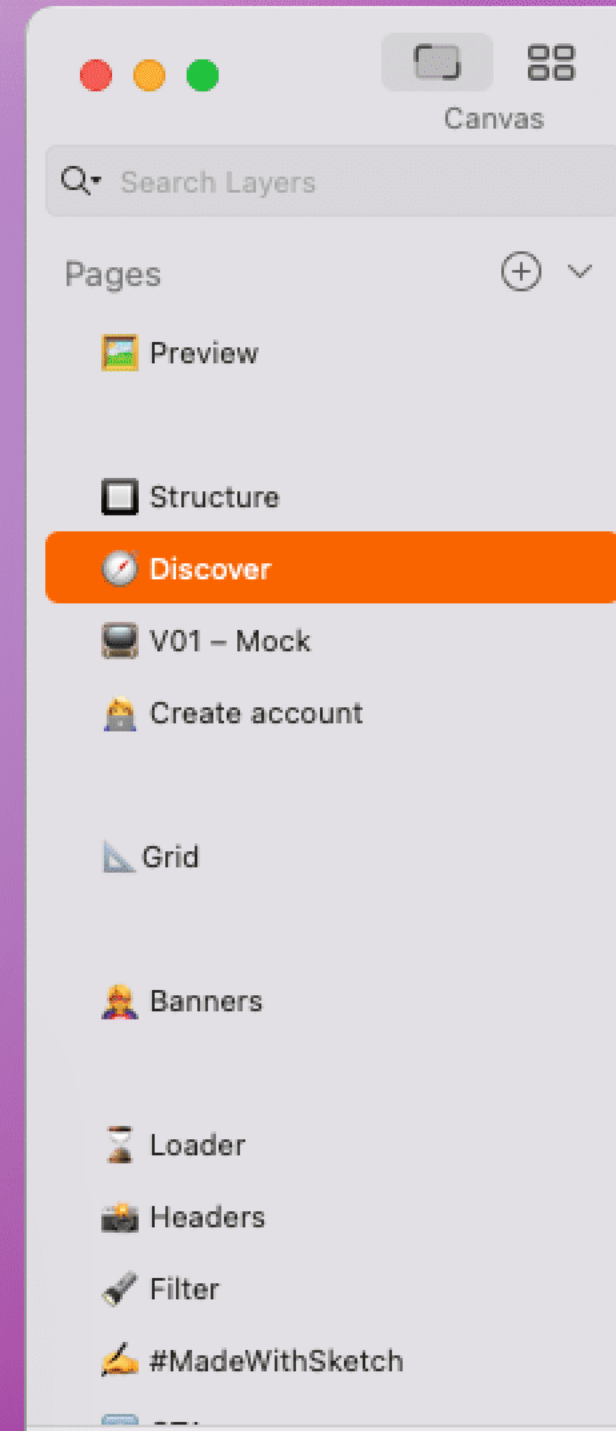 Canvas
Search Layers
Pages
Preview
Structure
Discover
V01 – Mock
Create account
Grid
Banners
Loader
Headers
Filter
#MadeWithSketch